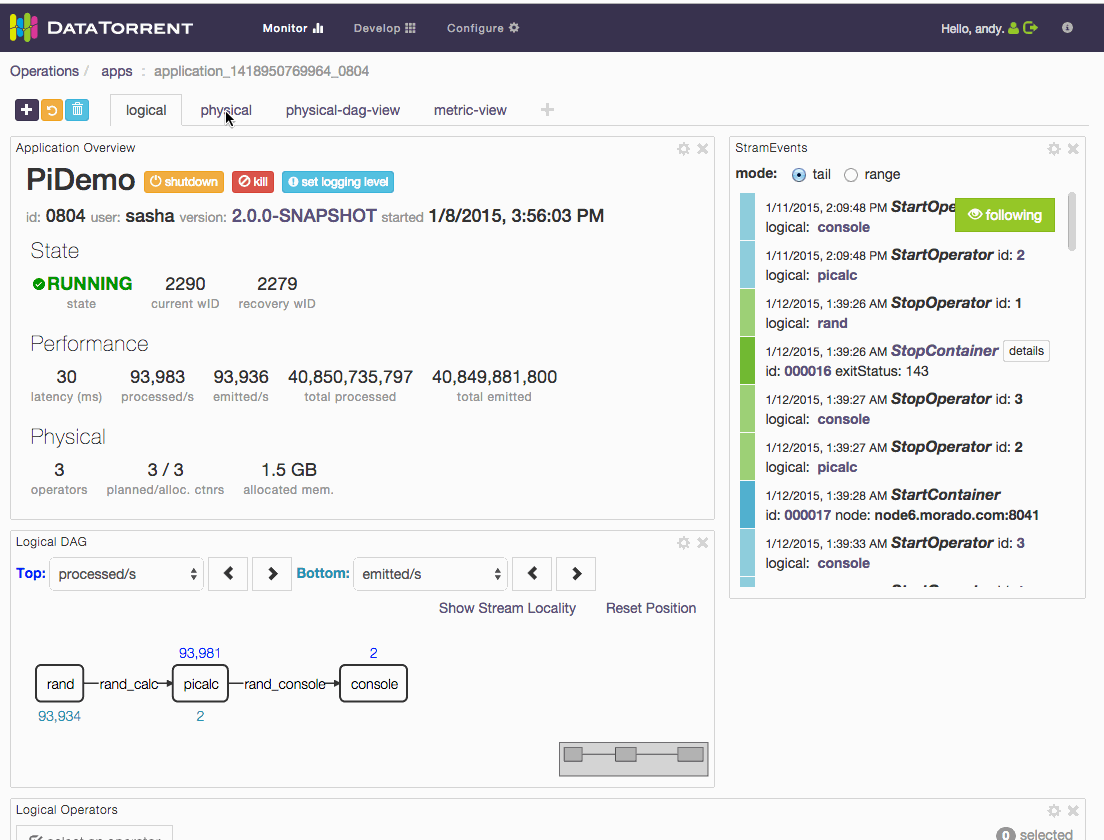 DATATORRENT
Monitor
Develop
Configure
Hello, andy.
Operations / apps : application_1418950769964_0804
logical
physical
physical-dag-view
metric-view
Application Overview
PiDemo
shutdown
kill
set logging level
id: 0804 user: sasha version: 2.0.0-SNAPSHOT started 1/8/2015, 3:56:03 PM
State
RUNNING 2290 2279
state current wID recovery wID
Performance
30 93,983 93,936 40,850,735,797 40,849,881,800
latency (ms) processed/s emitted/s total processed total emitted
Physical
3 3 / 3 1.5 GB
operators planned/alloc. ctnrs allocated mem.
StramEvents
mode: tail range
1/11/2015, 2:09:48 PM StartOpe
following
logical: console
1/11/2015, 2:09:48 PM StartOperator id: 2
logical: picalc
1/12/2015, 1:39:26 AM StopOperator id: 1
logical: rand
1/12/2015, 1:39:26 AM StopContainer details
id: 000016 exitStatus: 143
1/12/2015, 1:39:27 AM StopOperator id: 3
logical: console
1/12/2015, 1:39:27 AM StopOperator id: 2
logical: picalc
1/12/2015, 1:39:28 AM StartContainer
id: 000017 node: node6.morado.com:8041
1/12/2015, 1:39:33 AM StartOperator id: 3
logical: console
Logical DAG
Top: processed/s Bottom: emitted/s
Show Stream Locality Reset Position
93,981 2
rand rand_calc picalc rand_console console
93,934 2
Logical Operators
select an operator
0 selected